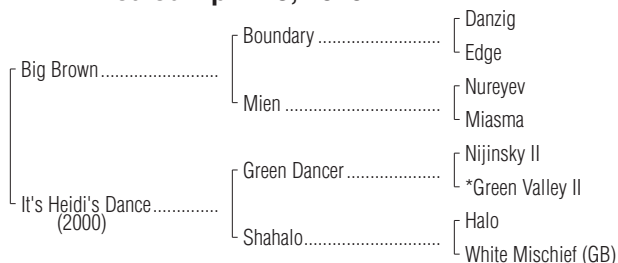 Danzig
Boundary
Edge
Big Brown
Nureyev
Mien
Miasma
Nijinsky II
Green Dancer
*Green Valley II
It's Heidi's Dance
(2000)
Halo
Shahalo
White Mischief (GB)